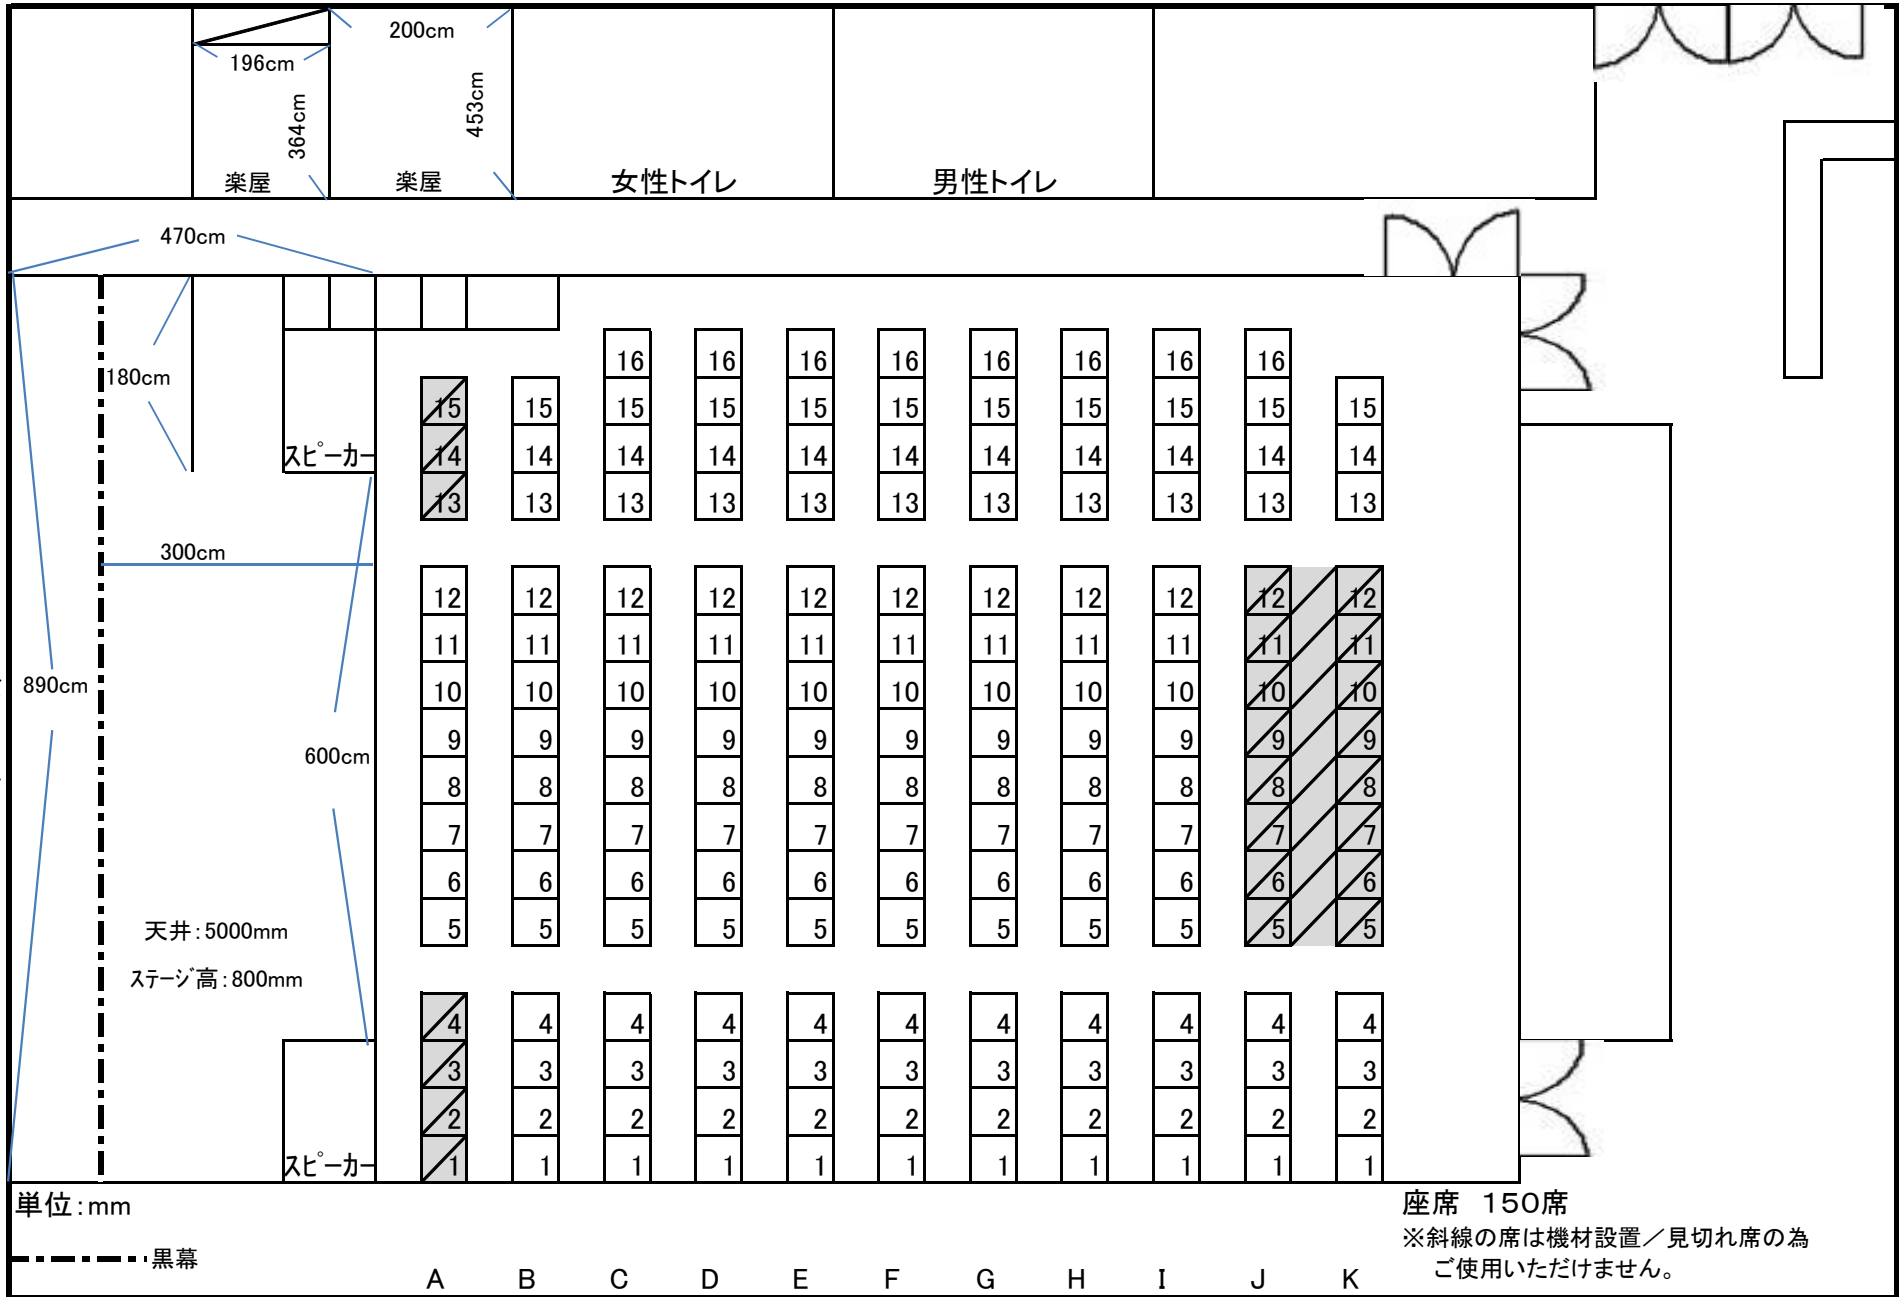 200cm
196cm
364cm
453cm
楽屋 楽屋 女性トイレ 男性トイレ
470cm
180cm
16 16 16 16 16 16 16 16
15 15 15 15 15 15 15 15 15 15 15
スピーカー 14 14 14 14 14 14 14 14 14 14 14
13 13 13 13 13 13 13 13 13 13 13
300cm
12 12 12 12 12 12 12 12 12 12 12
11 11 11 11 11 11 11 11 11 11 11
890cm 10 10 10 10 10 10 10 10 10 10 10
600cm 9 9 9 9 9 9 9 9 9 9 9
8 8 8 8 8 8 8 8 8 8 8
7 7 7 7 7 7 7 7 7 7 7
6 6 6 6 6 6 6 6 6 6 6
天井:5000mm 5 5 5 5 5 5 5 5 5 5 5
ステージ高:800mm
4 4 4 4 4 4 4 4 4 4 4
3 3 3 3 3 3 3 3 3 3 3
2 2 2 2 2 2 2 2 2 2 2
スピーカー 1 1 1 1 1 1 1 1 1 1 1
単位:mm
座席 150席
※斜線の席は機材設置／見切れ席の為
ご使用いただけません。
黒幕
A B C D E F G H I J K